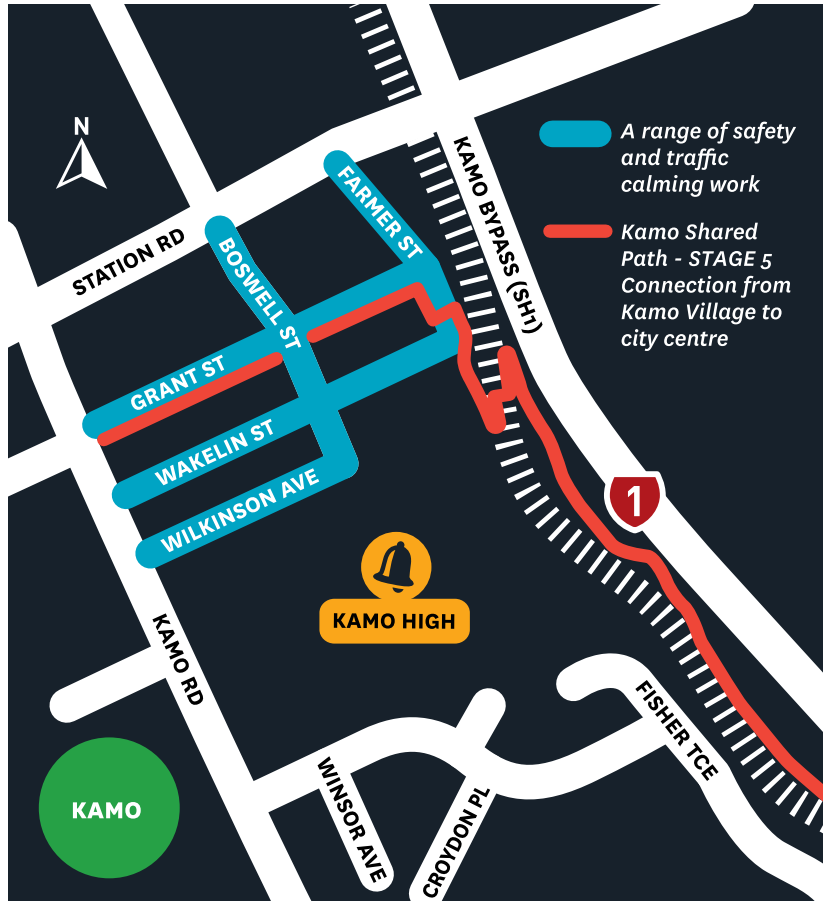 N
A range of safety
and traffic
calming work
Kamo Shared
Path - STAGE 5
Connection from
Kamo Village to
city centre
STATION RD
FARMER ST
KAMO BYPASS (SH1)
BOSWELL ST
GRANT ST
WAKELIN ST
WILKINSON AVE
1
KAMO HIGH
KAMO RD
FISHER TCE
WINSOR AVE
CROYDON PL
KAMO